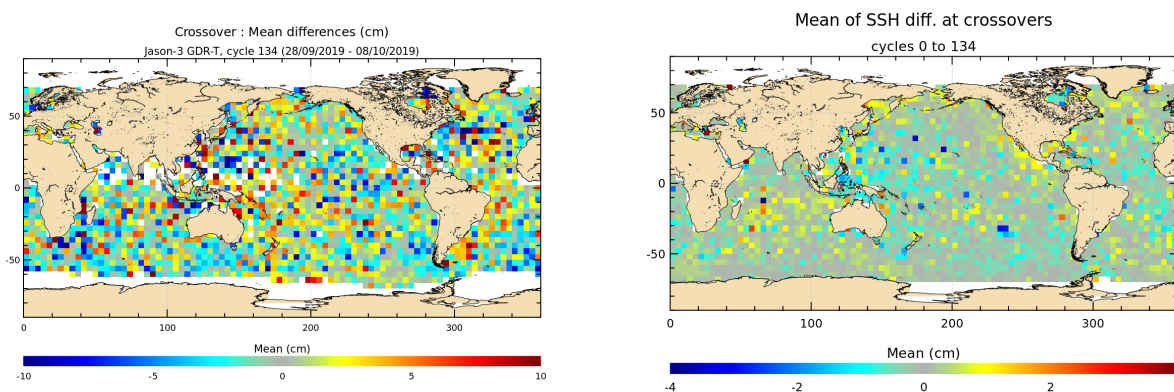 Crossover : Mean differences (cm)
Jason-3 GDR-T, cycle 134 (28/09/2019 - 08/10/2019)
50
0
-50
0 100 200 300
Mean (cm)
-10 -5 0 5 10
Mean of SSH diff. at crossovers
cycles 0 to 134
50
0
-50
0 100 200 300
Mean (cm)
-4 -2 0 2